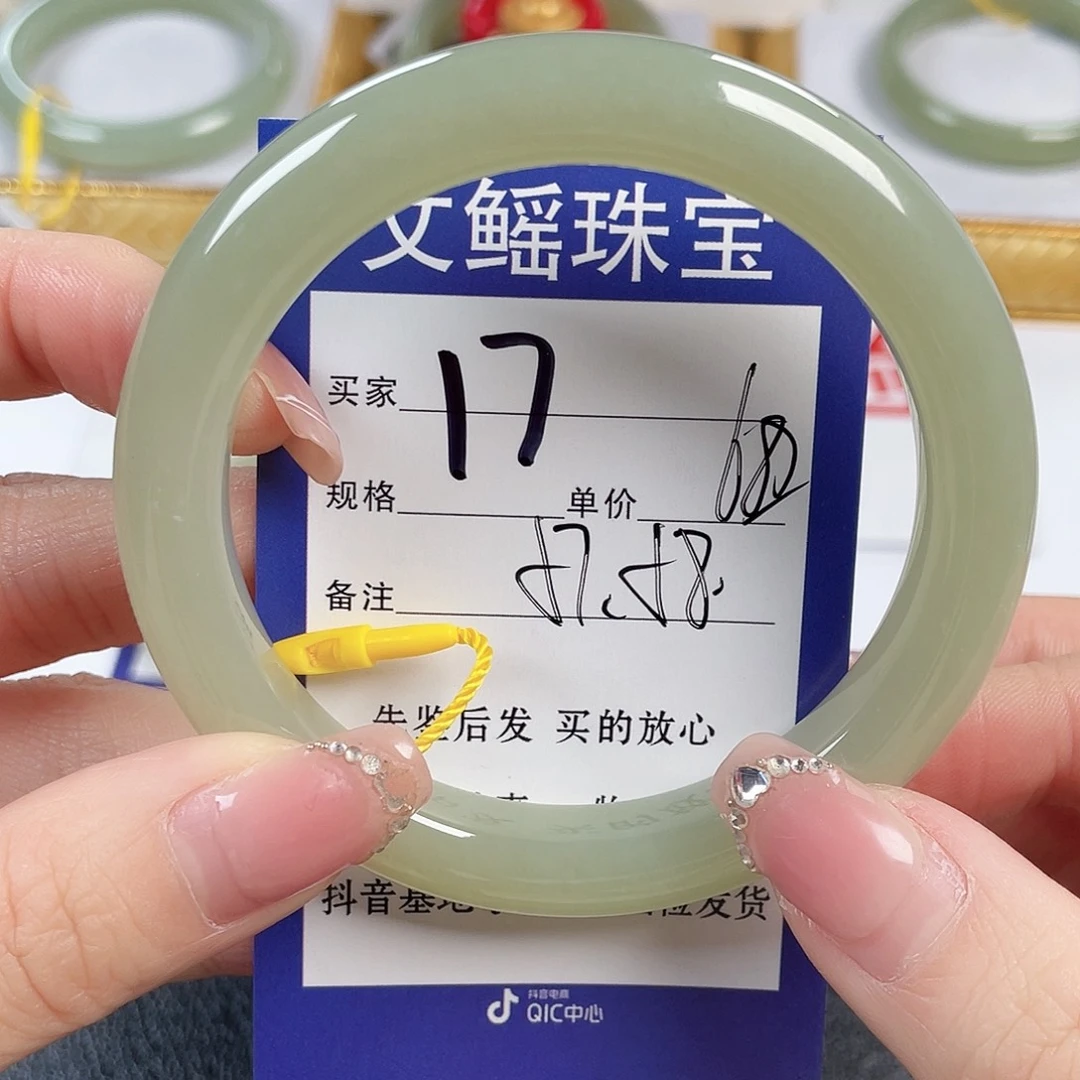 文鳐珠宝
买家 17
规格 单价 68
备注 57、58.
先鉴后发 买的放心
抖音基地
验发货
抖音电商
QIC中心